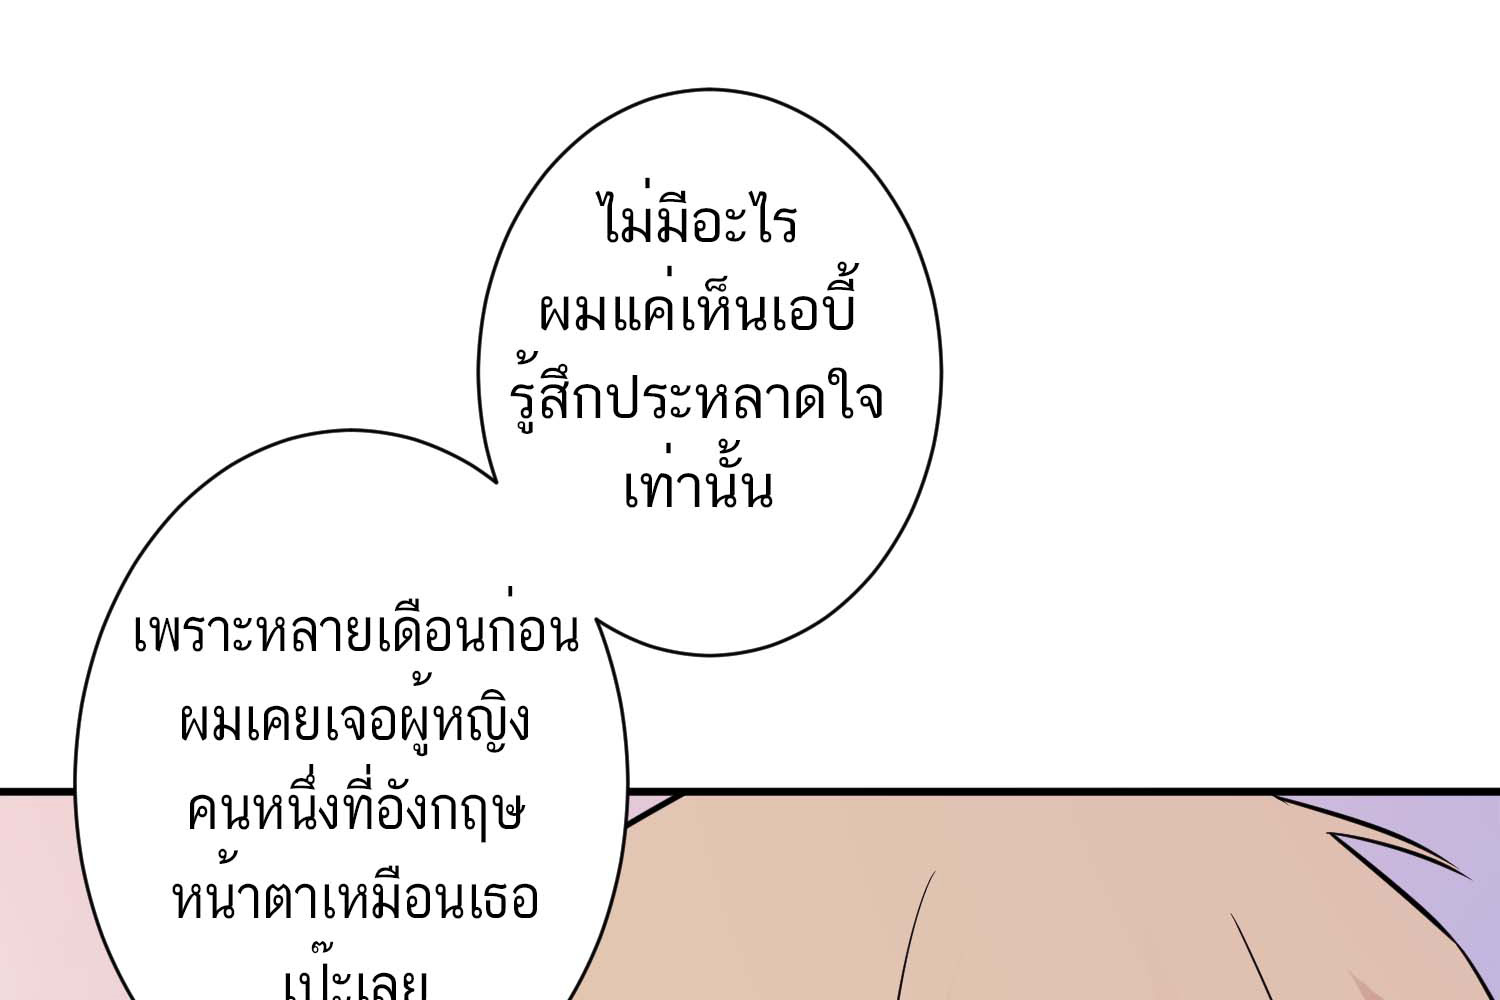 ไม่มีอะไร
ผมแค่เห็นเอบี้
รู้สึกประหลาดใจ
เท่านั้น
เพราะหลายเดือนก่อน
ผมเคยเจอผู้หญิง
คนหนึ่งที่อังกฤษ
หน้าตาเหมือนเธอ
เป๊ะเลย